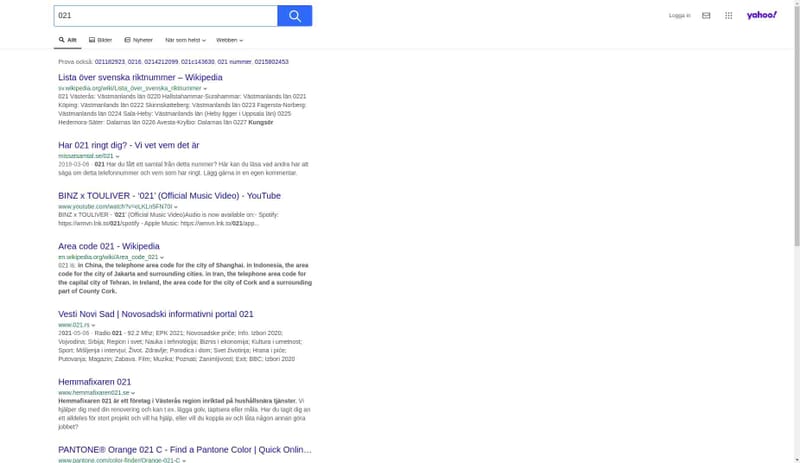 021
Logga in
yahoo!
Allt
Bilder
Nyheter
När som helst
Webben
Prova också: 021182923, 0216, 0214212099, 021c143630, 021 nummer, 0215802453
Lista över svenska riktnummer – Wikipedia
sv.wikipedia.org/wiki/Lista_över_svenska_riktnummer
021 Västerås: Västmanlands län 0220 Hallstahammar-Surahammar: Västmanlands län 0221
Köping: Västmanlands län 0222 Skinnskatteberg: Västmanlands län 0223 Fagersta-Norberg:
Västmanlands län 0224 Sala-Heby: Västmanlands län (Heby ligger i Uppsala län) 0225
Hedemora-Säter: Dalarnas län 0226 Avesta-Krylbo: Dalarnas län 0227 Kungsör
Har 021 ringt dig? - Vi vet vem det är
missatsamtal.se/021
2019-03-06 · 021 Har du fått ett samtal från detta nummer? Här kan du läsa vad andra har att
säga om detta telefonnummer och vem som har ringt. Lägg gärna in en egen kommentar.
BINZ x TOULIVER - '021' (Official Music Video) - YouTube
www.youtube.com/watch?v=eLKLn5FN70I
BINZ x TOULIVER - '021' (Official Music Video)Audio is now available on:- Spotify:
https://wmvn.lnk.to/021/spotify - Apple Music: https://wmvn.lnk.to/021/app...
Area code 021 - Wikipedia
en.wikipedia.org/wiki/Area_code_021
021 is: in China, the telephone area code for the city of Shanghai. in Indonesia, the area
code for the city of Jakarta and surrounding cities. in Iran, the telephone area code for
the capital city of Tehran. in Ireland, the area code for the city of Cork and a surrounding
part of County Cork.
Vesti Novi Sad | Novosadski informativni portal 021
www.021.rs
2021-05-06 · Radio 021 - 92.2 Mhz; EPK 2021; Novosadske priče; Info. Izbori 2020;
Vojvodina; Srbija; Region i svet; Nauka i tehnologija; Biznis i ekonomija; Kultura i umetnost;
Sport; Mišljenja i intervjui; Život. Zdravlje; Porodica i dom; Svet životinja; Hrana i piće;
Putovanja; Magazin; Zabava. Film; Muzika; Poznati; Zanimljivosti; Exit; BBC; Izbori 2020
Hemmafixaren 021
www.hemmafixaren021.se
Hemmafixaren 021 är ett företag i Västerås region inriktad på hushållsnära tjänster. Vi
hjälper dig med din renovering och kan t ex. lägga golv, tapetsera eller måla. Har du tagit dig an
ett alldeles för stort projekt och vill ha hjälp, eller vill du koppla av och låta någon annan göra
jobbet?
PANTONE® Orange 021 C - Find a Pantone Color | Quick Onlin…
www.pantone.com/color-finder/Orange-021-C